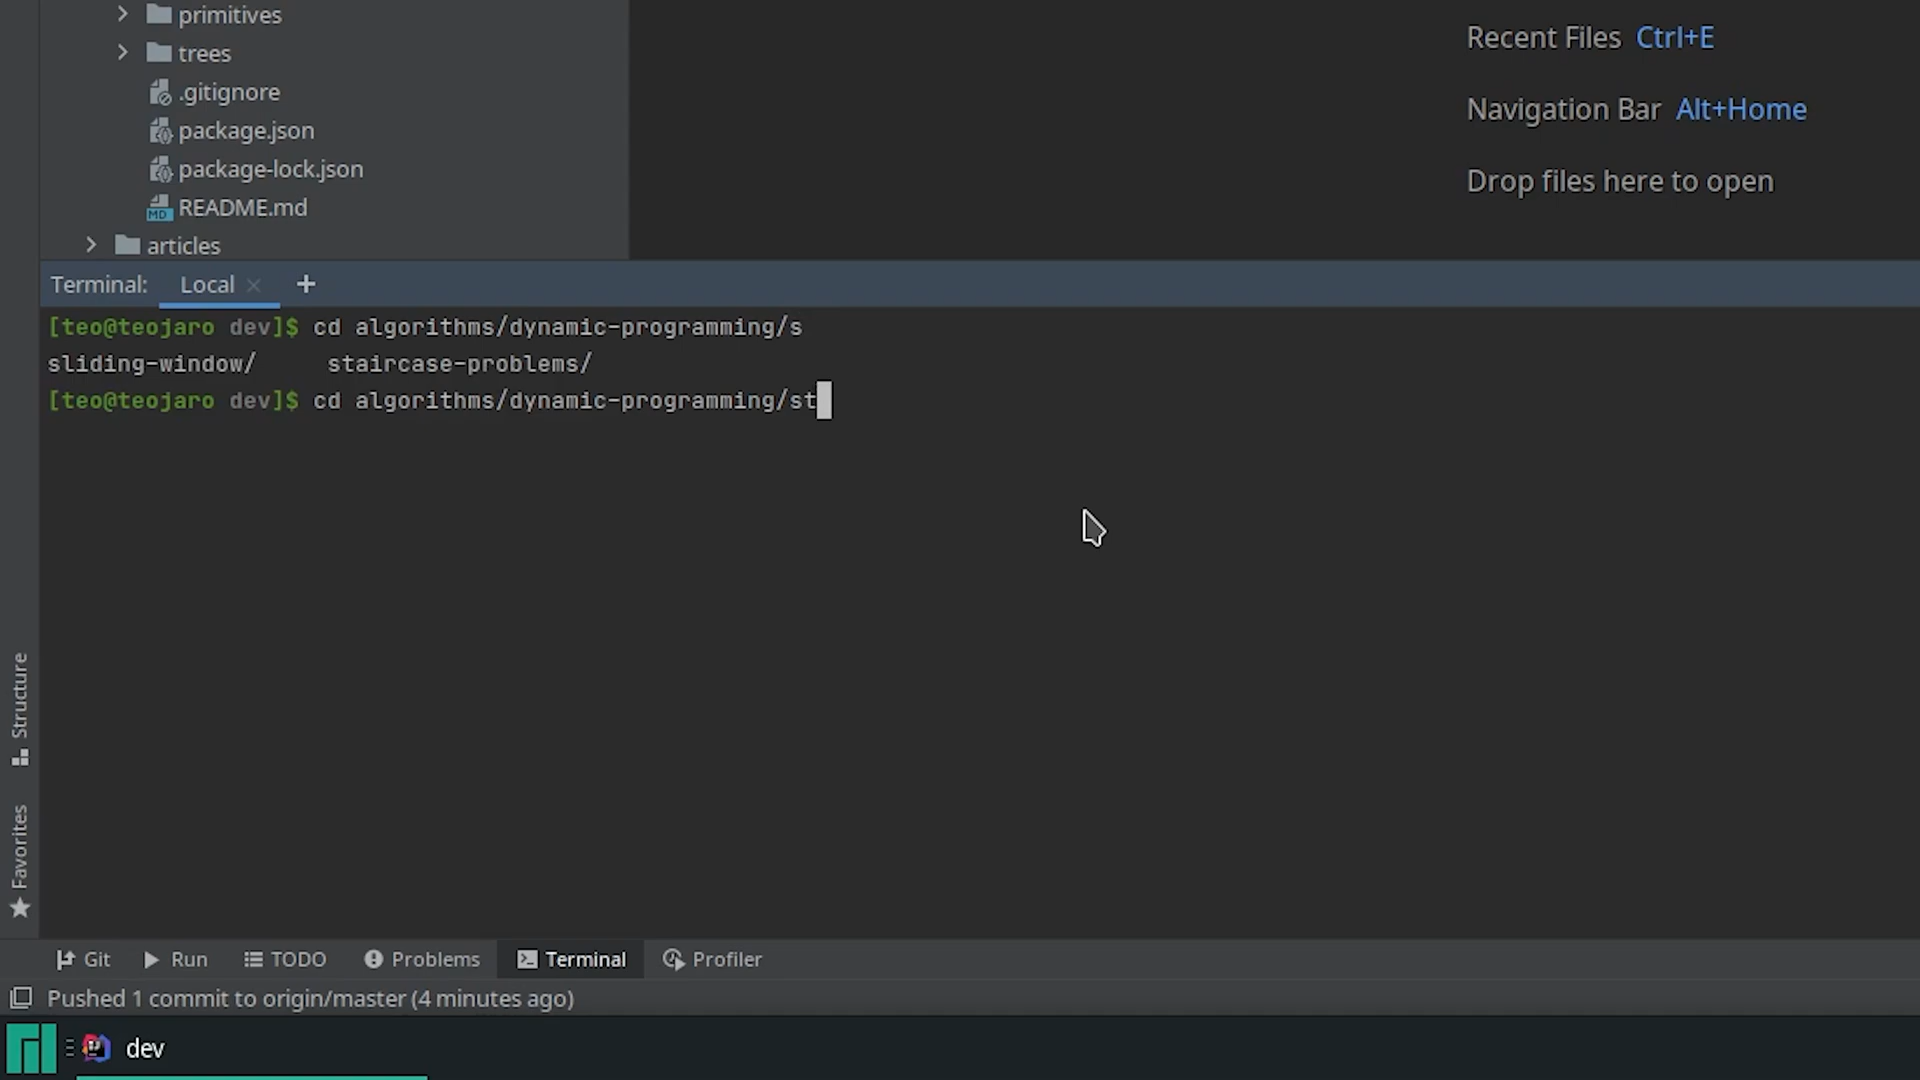 primitives
trees
.gitignore
package.json
package-lock.json
README.md
articles
Recent Files Ctrl+E
Navigation Bar Alt+Home
Drop files here to open
Terminal: Local +
[teo@teojaro dev]$ cd algorithms/dynamic-programming/s
sliding-window/ staircase-problems/
[teo@teojaro dev]$ cd algorithms/dynamic-programming/st
Structure
Favorites
Git Run TODO Problems Terminal Profiler
Pushed 1 commit to origin/master (4 minutes ago)
dev